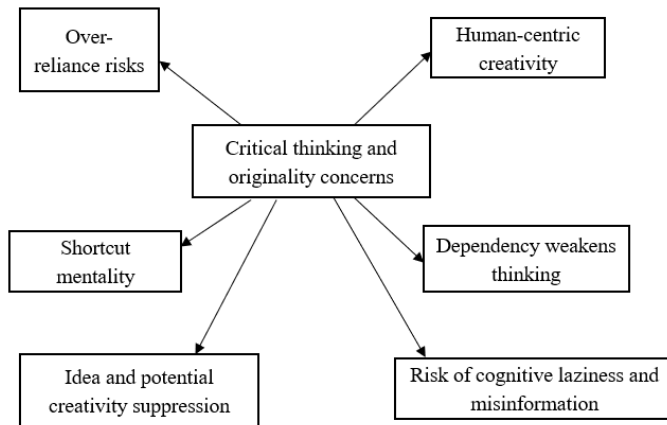 Over-
reliance risks
Human-centric
creativity
Critical thinking and
originality concerns
Shortcut
mentality
Dependency weakens
thinking
Idea and potential
creativity suppression
Risk of cognitive laziness and
misinformation